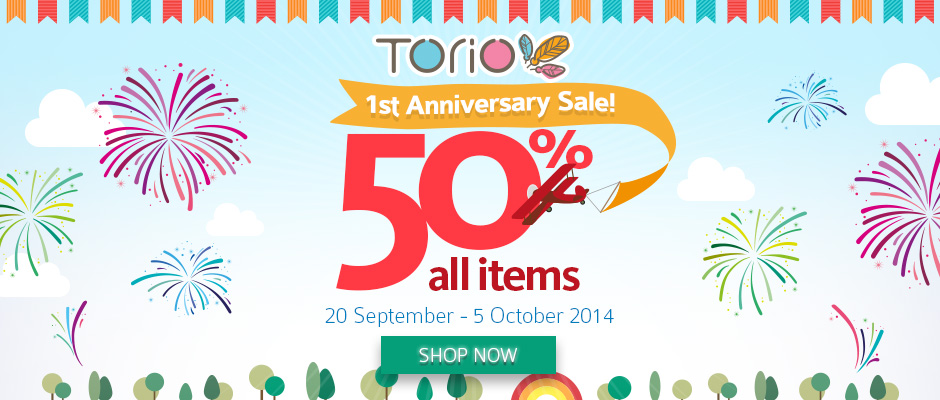 TOriO
1st Anniversary Sale!
50%
all items
20 September - 5 October 2014
SHOP NOW